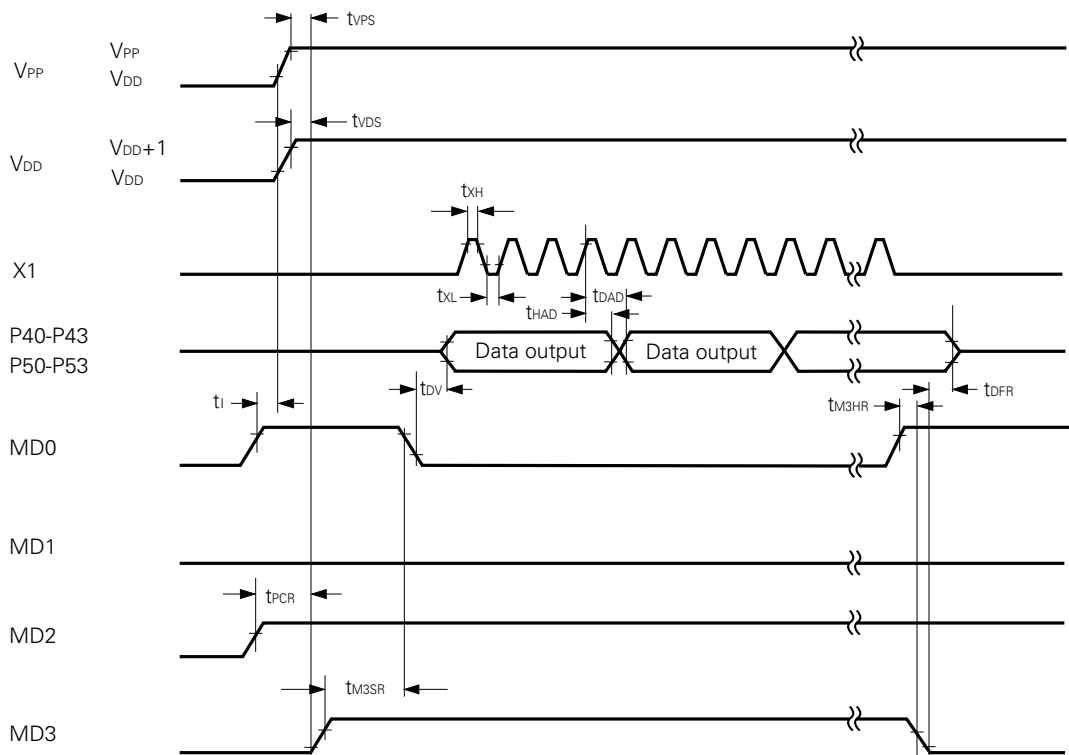 tVPS
VPP
VPP
VDD
tVDS
VDD+1
VDD
VDD
tXH
X1
tXL
tDAD
tHAD
P40-P43
P50-P53
Data output
Data output
tDV
tI
tM3HR
tDFR
MD0
MD1
tPCR
MD2
tM3SR
MD3